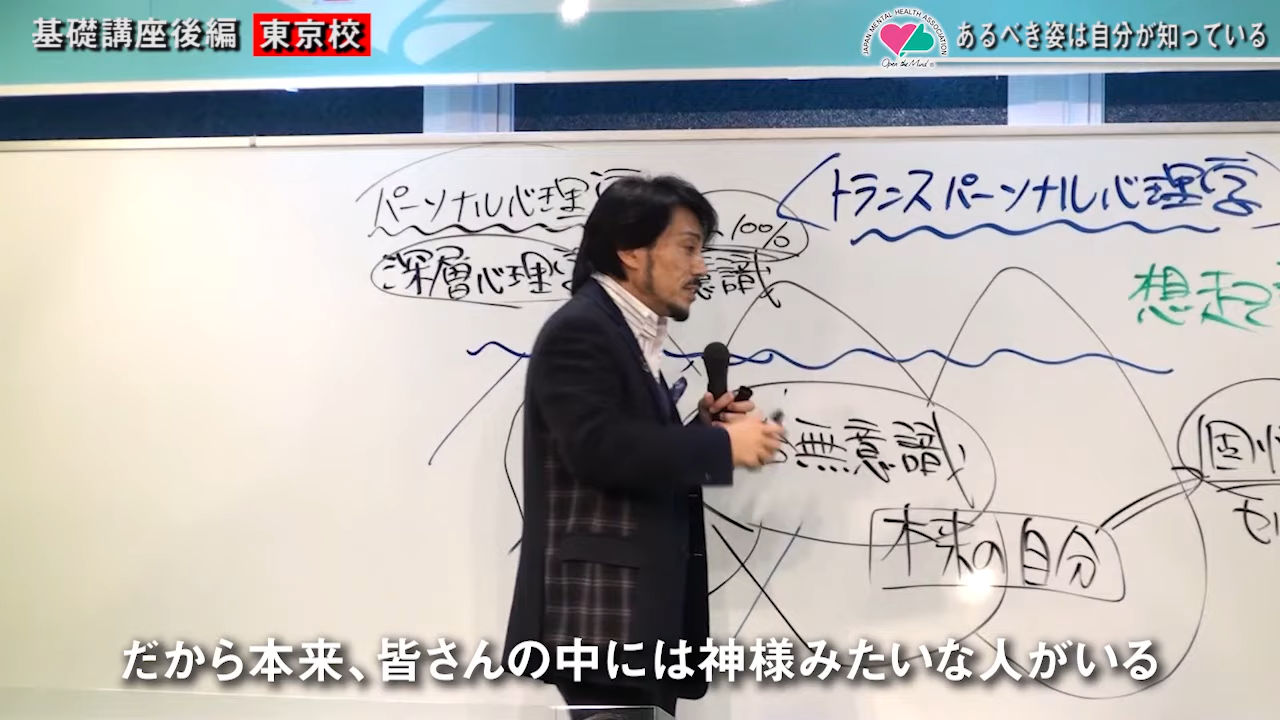 基礎講座後編 東京校
JAPAN MENTAL HEALTH ASSOCIATION
Open the Mind
あるべき姿は自分が知っている
パーソナル心理
100%
トランスパーソナル心理学
深層心理
意識
想起
無意識
本来の自分
だから本来、皆さんの中には神様みたいな人がいる